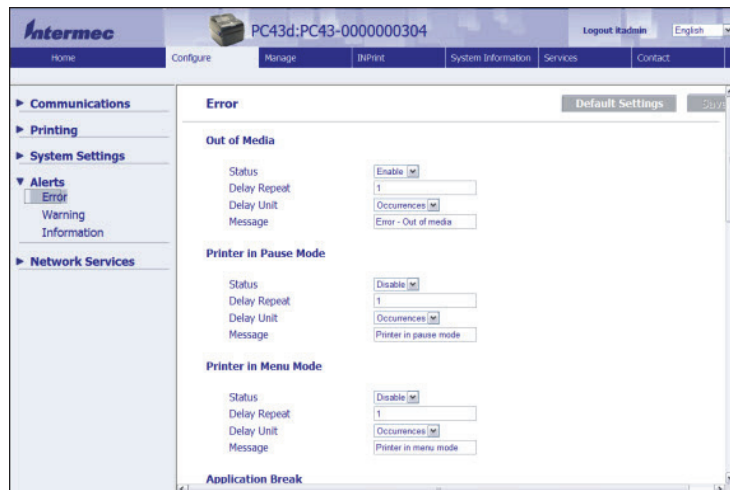 Intermec
PC43d:PC43-0000000304
Logout itadmin
English
Home
Configure
Manage
INPrint
System Information
Services
Contact
Communications
Printing
System Settings
Alerts
Error
Warning
Information
Network Services
Error
Default Settings
Save
Out of Media
Status Enable
Delay Repeat 1
Delay Unit Occurrences
Message Error - Out of media
Printer in Pause Mode
Status Disable
Delay Repeat 1
Delay Unit Occurrences
Message Printer in pause mode
Printer in Menu Mode
Status Disable
Delay Repeat 1
Delay Unit Occurrences
Message Printer in menu mode
Application Break